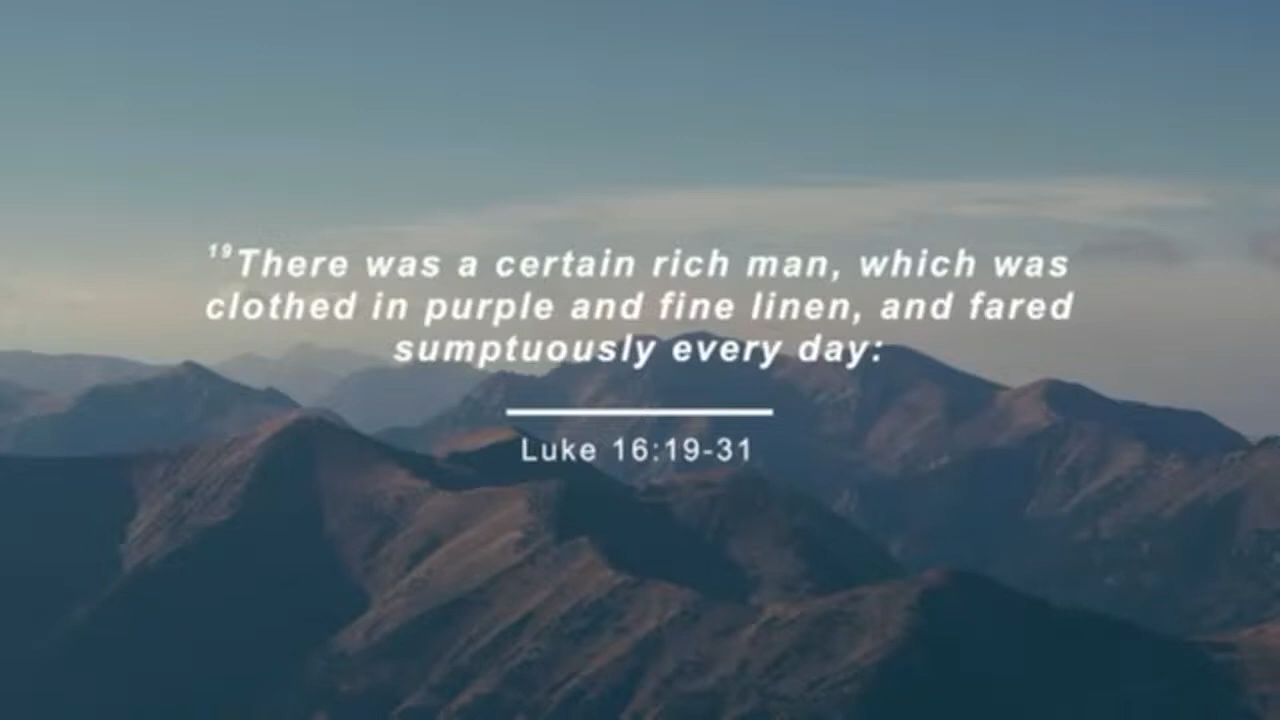 ¹⁹There was a certain rich man, which was
clothed in purple and fine linen, and fared
sumptuously every day:
Luke 16:19-31